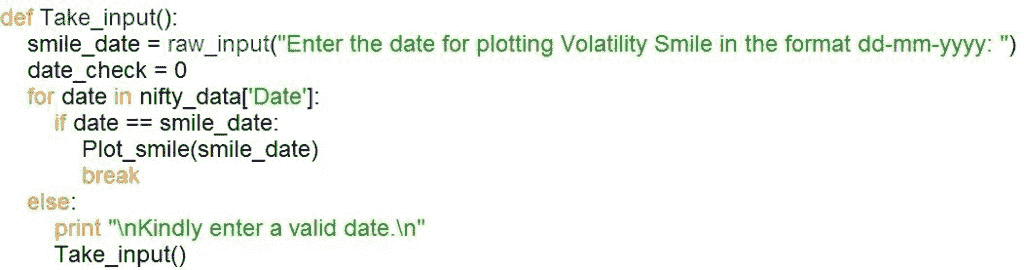 def Take_input():
    smile_date = raw_input("Enter the date for plotting Volatility Smile in the format dd-mm-yyyy: ")
    date_check = 0
    for date in nifty_data['Date']:
        if date == smile_date:
            Plot_smile(smile_date)
            break
    else:
        print "\nKindly enter a valid date.\n"
        Take_input()